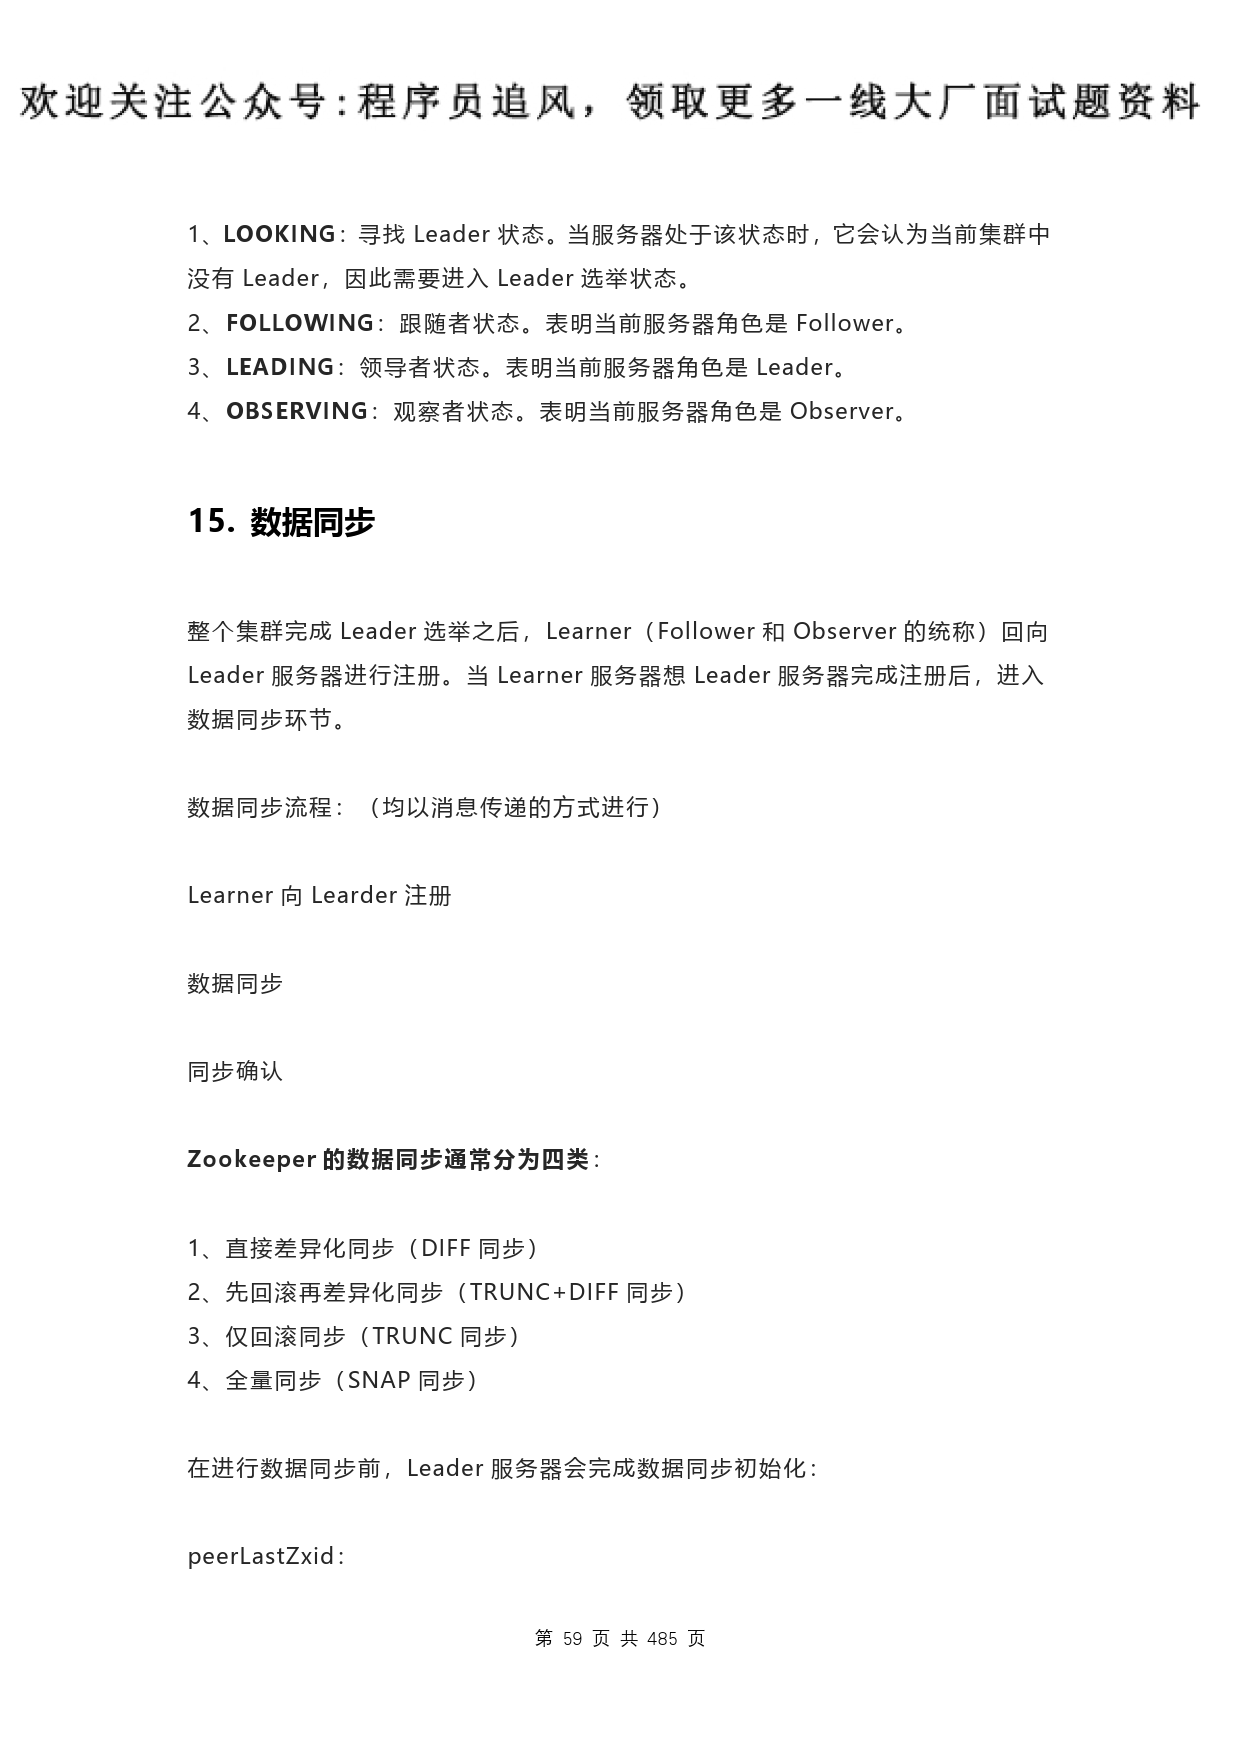 欢迎关注公众号:程序员追风，领取更多一线大厂面试题资料
1、LOOKING：寻找 Leader 状态。当服务器处于该状态时，它会认为当前集群中
没有 Leader，因此需要进入 Leader 选举状态。
2、FOLLOWING：跟随者状态。表明当前服务器角色是 Follower。
3、LEADING：领导者状态。表明当前服务器角色是 Leader。
4、OBSERVING：观察者状态。表明当前服务器角色是 Observer。
15. 数据同步
整个集群完成 Leader 选举之后，Learner（Follower 和 Observer 的统称）回向
Leader 服务器进行注册。当 Learner 服务器想 Leader 服务器完成注册后，进入
数据同步环节。
数据同步流程：（均以消息传递的方式进行）
Learner 向 Learder 注册
数据同步
同步确认
Zookeeper 的数据同步通常分为四类：
1、直接差异化同步（DIFF 同步）
2、先回滚再差异化同步（TRUNC+DIFF 同步）
3、仅回滚同步（TRUNC 同步）
4、全量同步（SNAP 同步）
在进行数据同步前，Leader 服务器会完成数据同步初始化：
peerLastZxid：
第 59 页 共 485 页